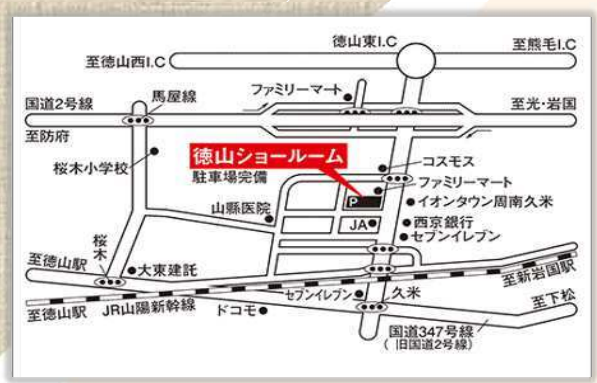 徳山東I.C
至熊毛I.C
至徳山西I.C
ファミリーマート
馬屋線
国道2号線
至光・岩国
至防府
桜木小学校
徳山ショールーム
駐車場完備
コスモス
ファミリーマート
P
イオンタウン周南久米
山縣医院
JA
西京銀行
セブンイレブン
桜木
至徳山駅
大東建託
至新岩国駅
セブンイレブン
久米
至下松
至徳山駅
JR山陽新幹線
ドコモ
国道347号線
(旧国道2号線)